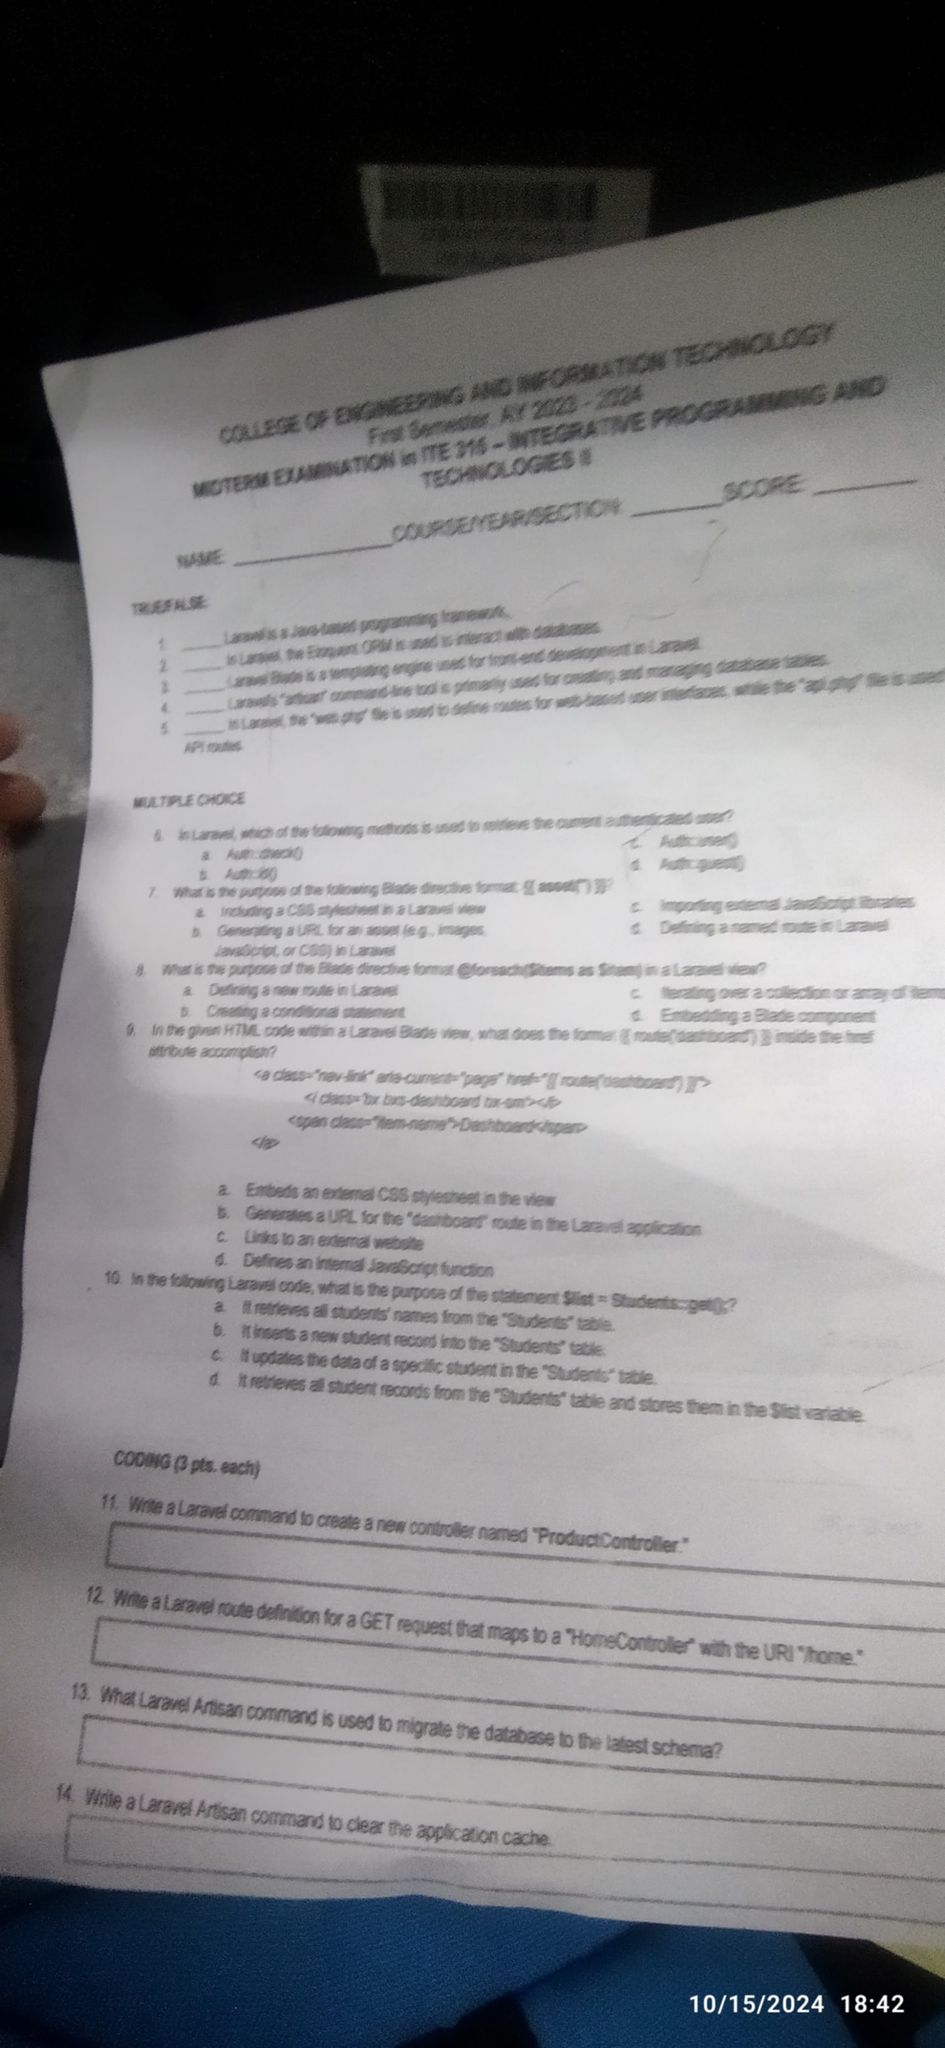 COLLEGE OF ENGINEERING AND INFORMATION TECHNOLOGY
First Semester, AY 2023 - 2024
MIDTERM EXAMINATION in ITE 316 – INTEGRATIVE PROGRAMMING AND
TECHNOLOGIES II
NAME: COURSE/YEAR/SECTION: SCORE:
TRUE/FALSE:
1. Laravel is a Java-based programming framework.
2. In Laravel, the Eloquent ORM is used to interact with databases.
3. Laravel Blade is a templating engine used for front-end development in Laravel.
4. Laravel's "artisan" command-line tool is primarily used for creating and managing database tables.
5. In Laravel, the "web.php" file is used to define routes for web-based user interfaces, while the "api.php" file is used
API routes.
MULTIPLE CHOICE
6. In Laravel, which of the following methods is used to retrieve the current authenticated user?
a. Auth::check() c. Auth::user()
b. Auth::id() d. Auth::guest()
7. What is the purpose of the following Blade directive format: {{ asset('') }}?
a. Including a CSS stylesheet in a Laravel view c. Importing external JavaScript libraries
b. Generating a URL for an asset (e.g., images, d. Defining a named route in Laravel
JavaScript, or CSS) in Laravel
8. What is the purpose of the Blade directive format @foreach($items as $item) in a Laravel view?
a. Defining a new route in Laravel c. Iterating over a collection or array of items
b. Creating a conditional statement d. Embedding a Blade component
9. In the given HTML code within a Laravel Blade view, what does the format {{ route('dashboard') }} inside the href
attribute accomplish?
<a class="nav-link" aria-current="page" href="{{ route('dashboard') }}">
<i class='bx bxs-dashboard bx-sm'></i>
<span class="item-name">Dashboard</span>
</a>
a. Embeds an external CSS stylesheet in the view
b. Generates a URL for the "dashboard" route in the Laravel application
c. Links to an external website
d. Defines an internal JavaScript function
10. In the following Laravel code, what is the purpose of the statement $list = Students::get();?
a. It retrieves all students' names from the "Students" table.
b. It inserts a new student record into the "Students" table.
c. It updates the data of a specific student in the "Students" table.
d. It retrieves all student records from the "Students" table and stores them in the $list variable.
CODING (3 pts. each)
11. Write a Laravel command to create a new controller named "ProductController."
12. Write a Laravel route definition for a GET request that maps to a "HomeController" with the URI "/home."
13. What Laravel Artisan command is used to migrate the database to the latest schema?
14. Write a Laravel Artisan command to clear the application cache.
10/15/2024 18:42